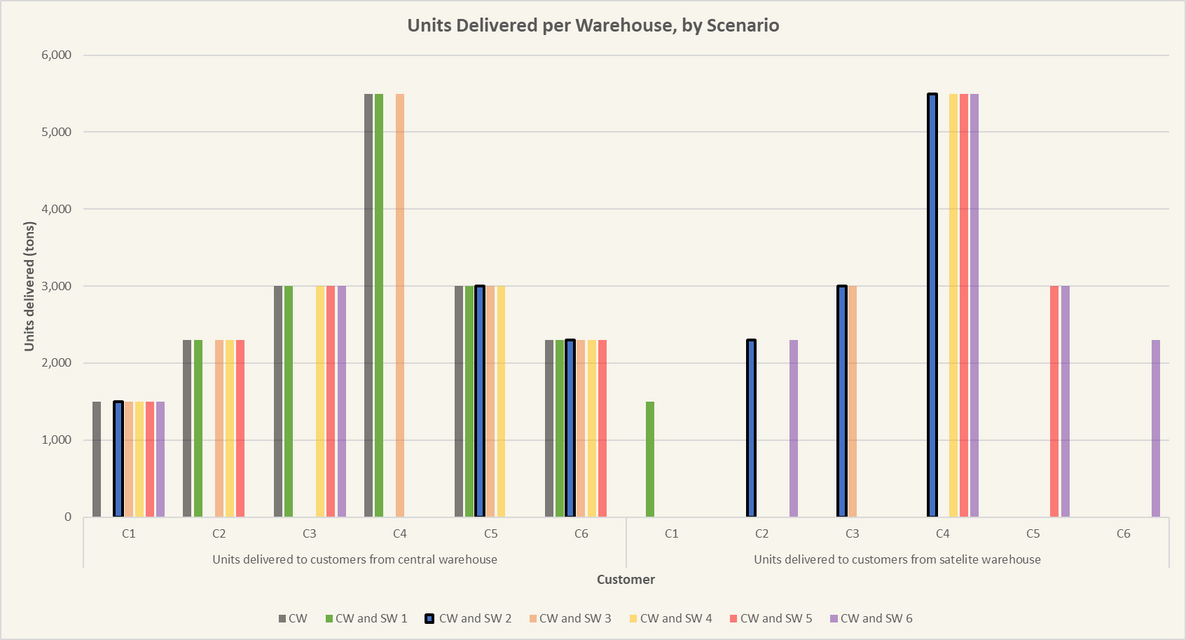 Units Delivered per Warehouse, by Scenario
6,000
5,000
4,000
3,000
2,000
1,000
0
Units delivered (tons)
C1 C2 C3 C4 C5 C6 C1 C2 C3 C4 C5 C6
Units delivered to customers from central warehouse Units delivered to customers from satelite warehouse
Customer
CW CW and SW 1 CW and SW 2 CW and SW 3 CW and SW 4 CW and SW 5 CW and SW 6